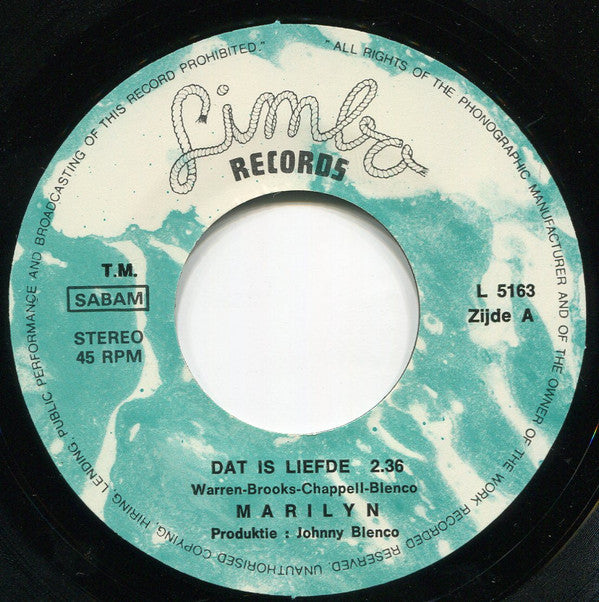 "ALL RIGHTS OF THE PHONOGRAPHIC MANUFACTURER AND OF THE OWNER OF THE WORK RECORDED RESERVED. UNAUTHORISED COPYING, HIRING, LENDING, PUBLIC PERFORMANCE AND BROADCASTING OF THIS RECORD PROHIBITED."
Limbo
RECORDS
T.M.
SABAM
STEREO
45 RPM
L 5163
Zijde A
DAT IS LIEFDE 2.36
Warren-Brooks-Chappell-Blenco
MARILYN
Produktie : Johnny Blenco